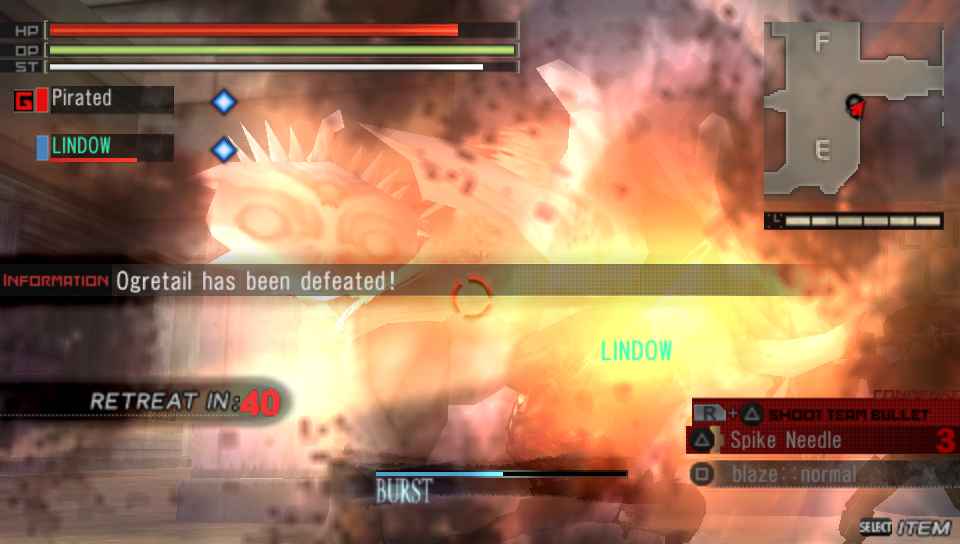 HP
OP
ST
G Pirated
LINDOW
F
E
INFORMATION Ogretail has been defeated!
LINDOW
RETREAT IN:40
R + SHOOT TEAM BULLET
Spike Needle 3
blaze::normal
BURST
SELECT ITEM